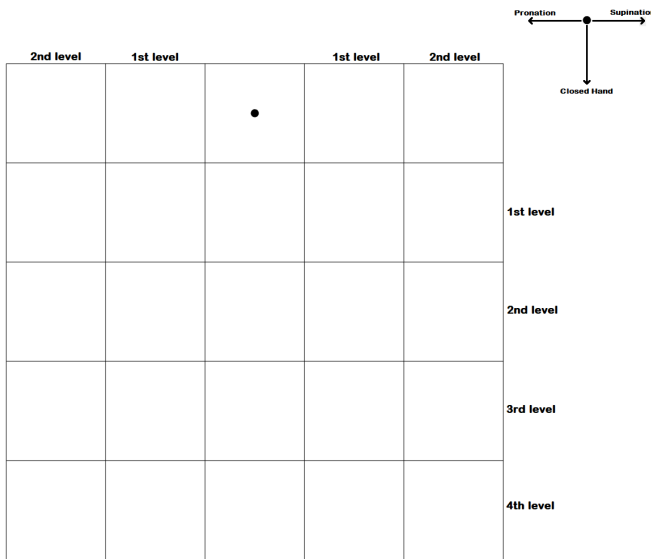 Pronation Supination
Closed Hand
2nd level 1st level 1st level 2nd level
1st level
2nd level
3rd level
4th level